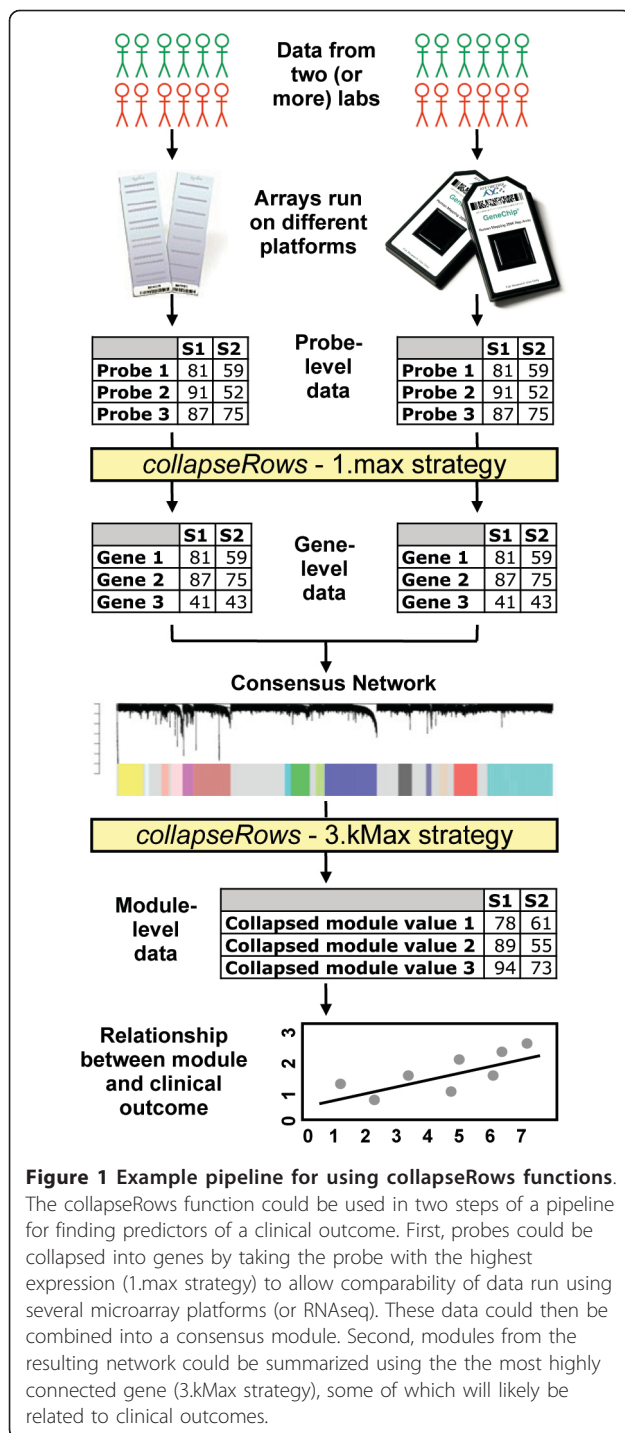 Data from
two (or
more) labs
Arrays run
on different
platforms
GeneChip
Probe-
level
data
S1 S2
Probe 1 81 59
Probe 2 91 52
Probe 3 87 75
S1 S2
Probe 1 81 59
Probe 2 91 52
Probe 3 87 75
collapseRows - 1.max strategy
Gene-
level
data
S1 S2
Gene 1 81 59
Gene 2 87 75
Gene 3 41 43
S1 S2
Gene 1 81 59
Gene 2 87 75
Gene 3 41 43
Consensus Network
collapseRows - 3.kMax strategy
Module-
level
data
S1 S2
Collapsed module value 1 78 61
Collapsed module value 2 89 55
Collapsed module value 3 94 73
Relationship
between module
and clinical
outcome
3
2
1
0
0 1 2 3 4 5 6 7
Figure 1 Example pipeline for using collapseRows functions.
The collapseRows function could be used in two steps of a pipeline
for finding predictors of a clinical outcome. First, probes could be
collapsed into genes by taking the probe with the highest
expression (1.max strategy) to allow comparability of data run using
several microarray platforms (or RNAseq). These data could then be
combined into a consensus module. Second, modules from the
resulting network could be summarized using the the most highly
connected gene (3.kMax strategy), some of which will likely be
related to clinical outcomes.